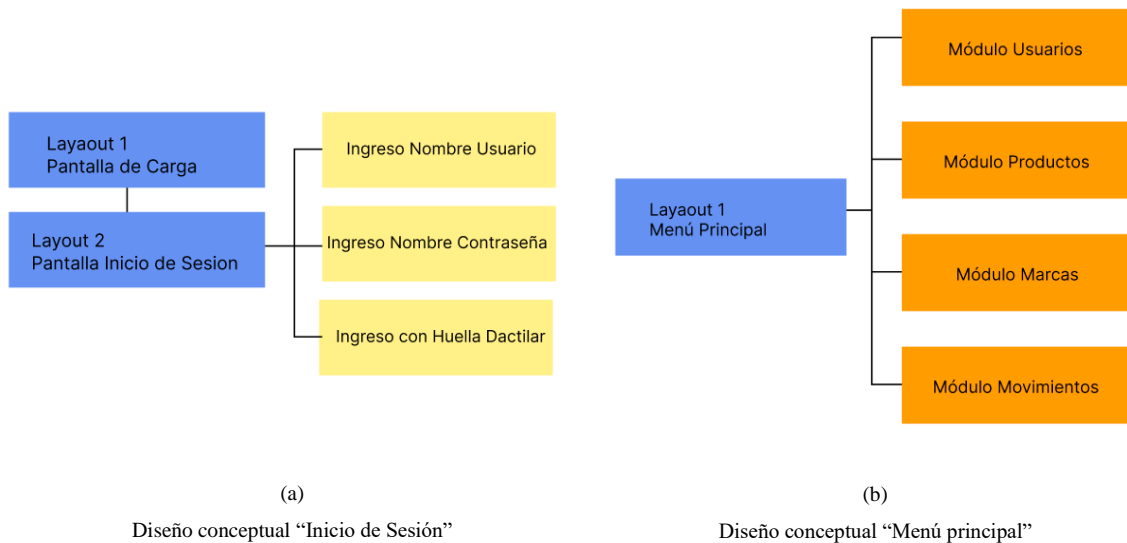 Layaout 1
Pantalla de Carga
Layout 2
Pantalla Inicio de Sesion
Ingreso Nombre Usuario
Ingreso Nombre Contraseña
Ingreso con Huella Dactilar
(a)
Diseño conceptual “Inicio de Sesión”
Layaout 1
Menú Principal
Módulo Usuarios
Módulo Productos
Módulo Marcas
Módulo Movimientos
(b)
Diseño conceptual “Menú principal”